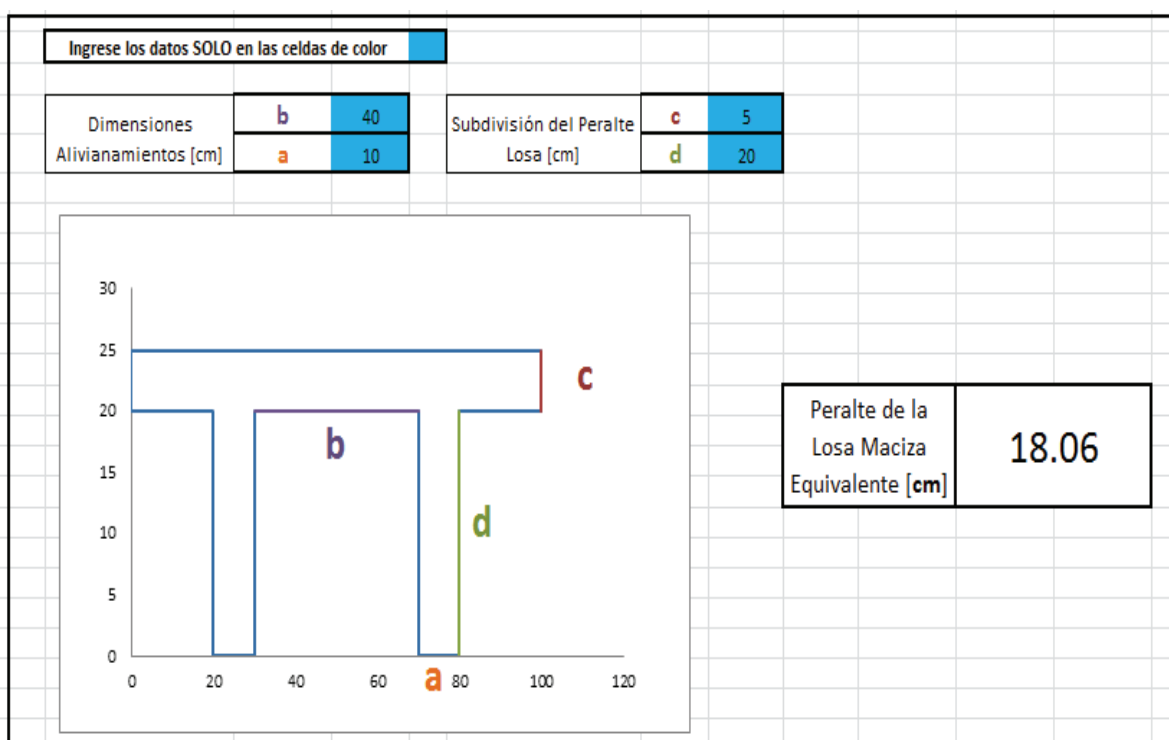 Ingrese los datos SOLO en las celdas de color
Dimensiones
Alivianamientos [cm]
b 40
a 10
Subdivisión del Peralte
Losa [cm]
c 5
d 20
30
25
20
15
10
5
0
0 20 40 60 80 100 120
b
c
d
a
Peralte de la
Losa Maciza
Equivalente [cm]
18.06